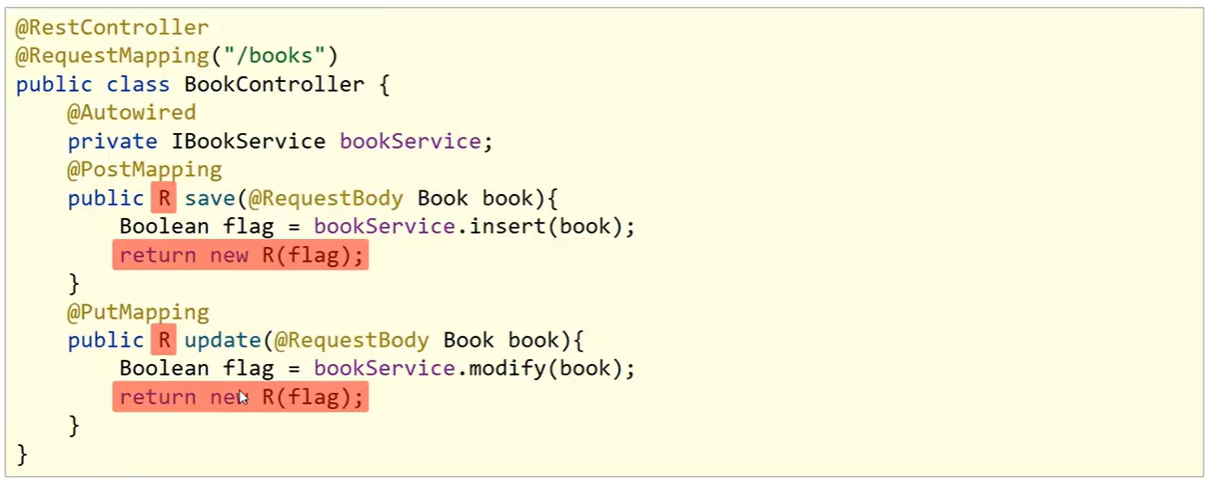 @RestController
@RequestMapping("/books")
public class BookController {
    @Autowired
    private IBookService bookService;
    @PostMapping
    public R save(@RequestBody Book book){
        Boolean flag = bookService.insert(book);
        return new R(flag);
    }
    @PutMapping
    public R update(@RequestBody Book book){
        Boolean flag = bookService.modify(book);
        return new R(flag);
    }
}